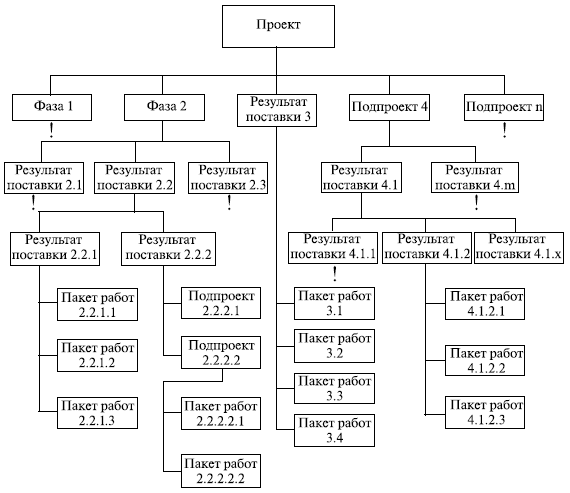 Проект
Фаза 1
Фаза 2
Результат
поставки 3
Подпроект 4
Подпроект n
!
!
Результат
поставки 2.1
Результат
поставки 2.2
Результат
поставки 2.3
Результат
поставки 4.1
Результат
поставки 4.m
!
!
!
Результат
поставки 2.2.1
Результат
поставки 2.2.2
Результат
поставки 4.1.1
Результат
поставки 4.1.2
Результат
поставки 4.1.x
!
Пакет работ
2.2.1.1
Подпроект
2.2.2.1
Пакет работ
3.1
Пакет работ
4.1.2.1
Пакет работ
2.2.1.2
Подпроект
2.2.2.2
Пакет работ
3.2
Пакет работ
4.1.2.2
Пакет работ
3.3
Пакет работ
2.2.1.3
Пакет работ
2.2.2.2.1
Пакет работ
3.4
Пакет работ
4.1.2.3
Пакет работ
2.2.2.2.2